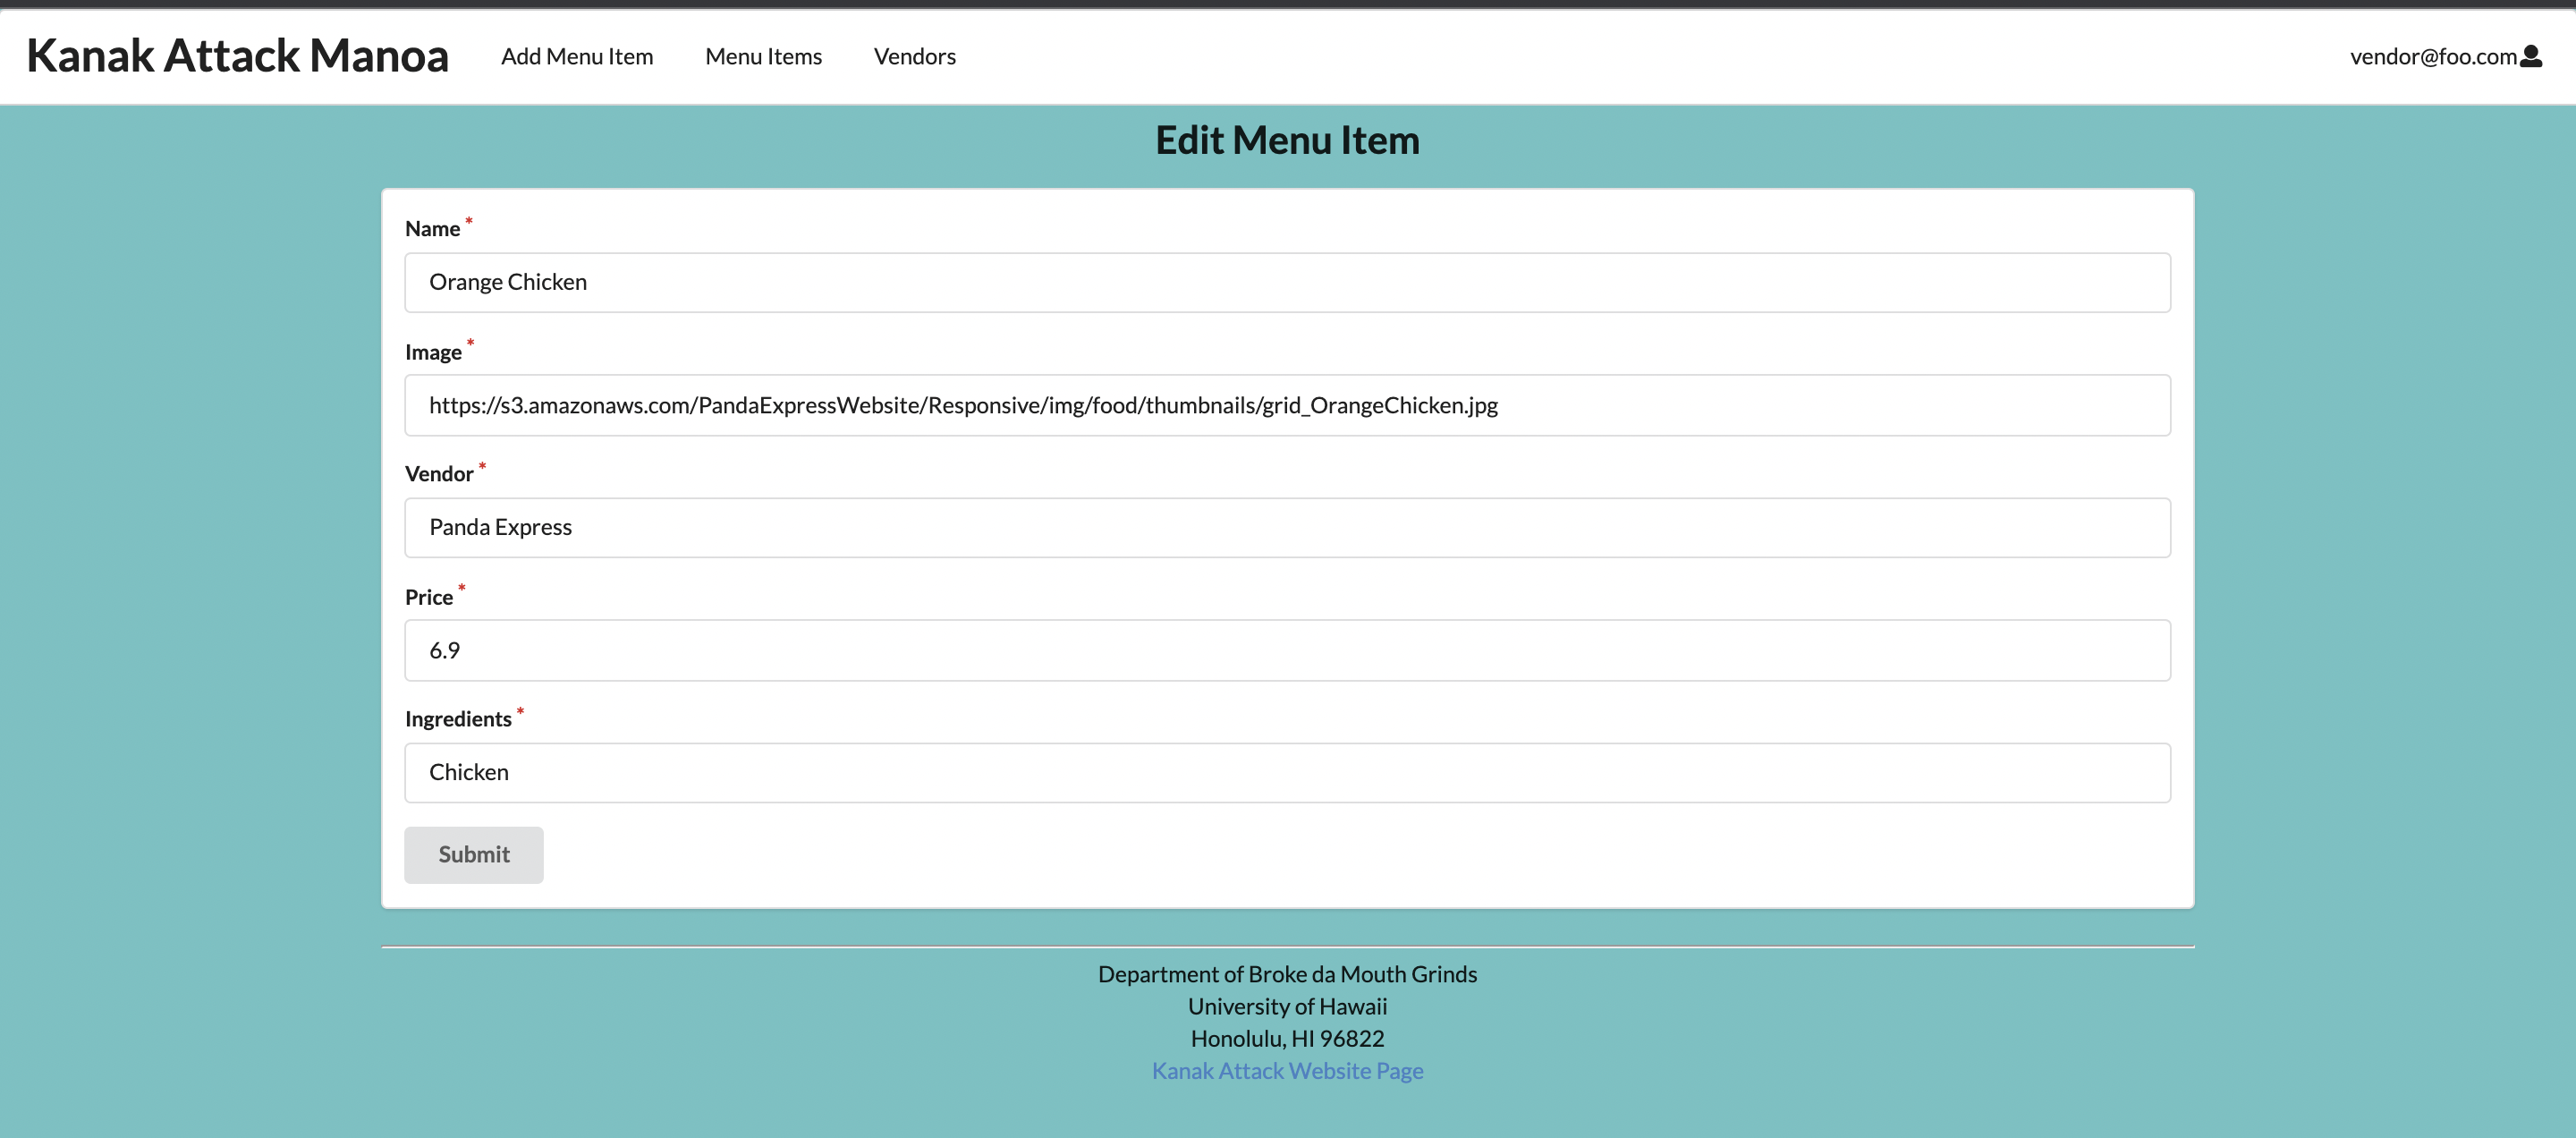 Kanak Attack Manoa Add Menu Item Menu Items Vendors vendor@foo.com
Edit Menu Item
Name *
Orange Chicken
Image *
https://s3.amazonaws.com/PandaExpressWebsite/Responsive/img/food/thumbnails/grid_OrangeChicken.jpg
Vendor *
Panda Express
Price *
6.9
Ingredients *
Chicken
Submit
Department of Broke da Mouth Grinds
University of Hawaii
Honolulu, HI 96822
Kanak Attack Website Page